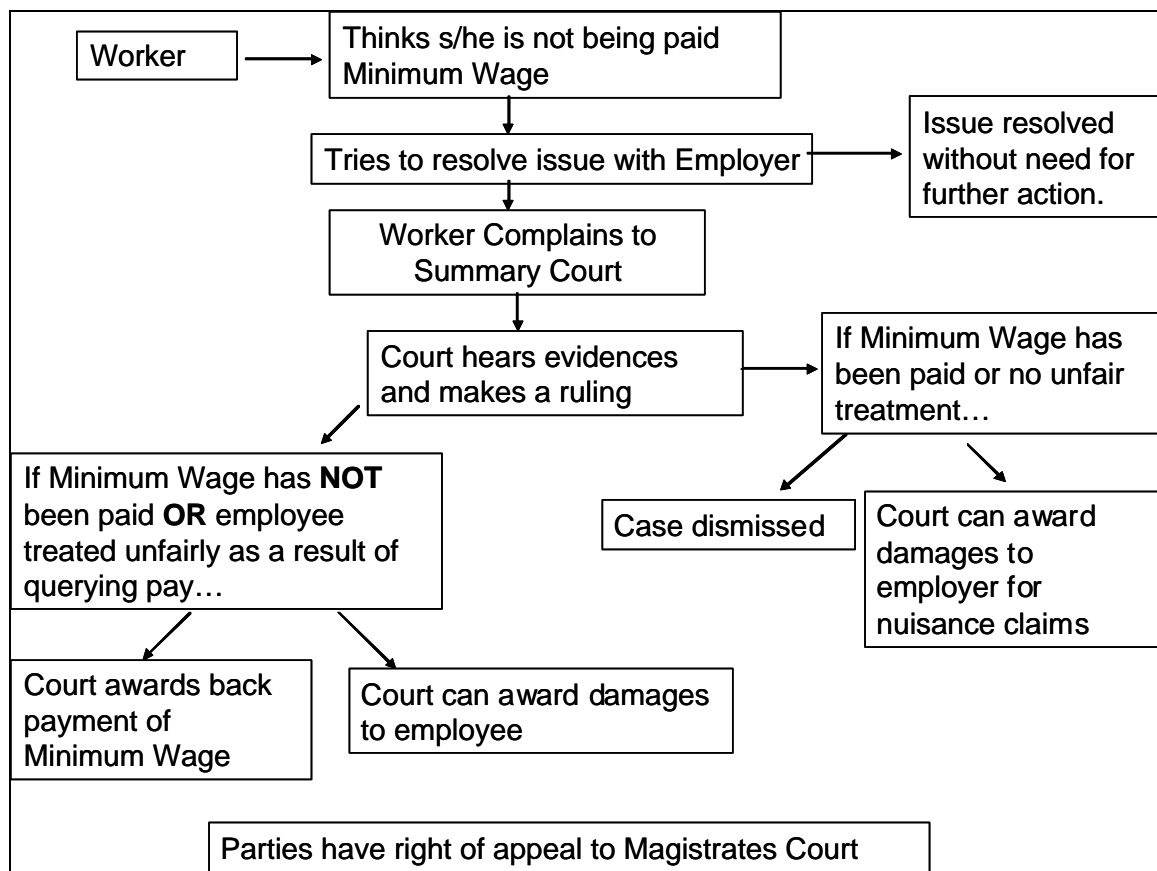 Worker
Thinks s/he is not being paid
Minimum Wage
Tries to resolve issue with Employer
Issue resolved
without need for
further action.
Worker Complains to
Summary Court
Court hears evidences
and makes a ruling
If Minimum Wage has
been paid or no unfair
treatment…
If Minimum Wage has NOT
been paid OR employee
treated unfairly as a result of
querying pay…
Case dismissed
Court can award
damages to
employer for
nuisance claims
Court awards back
payment of
Minimum Wage
Court can award damages
to employee
Parties have right of appeal to Magistrates Court